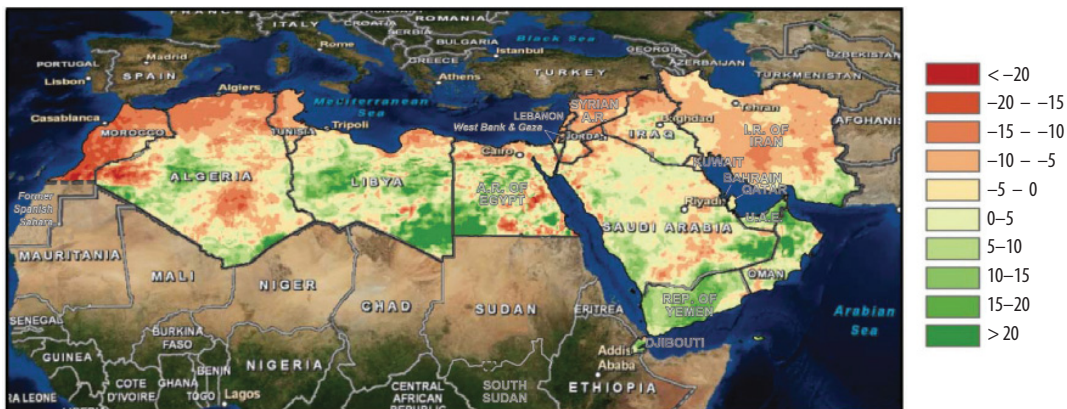 FRANCE
ITALY
CROATIA
ROMANIA
SERBIA
BULGARIA
Black Sea
GEORGIA
AZERBAIJAN
UZBEKISTAN
TURKMENISTAN
PORTUGAL
Madrid
Lisbon
SPAIN
Rome
Istanbul
GREECE
Athens
TURKEY
Algiers
Mediterranean
Sea
Casablanca
MOROCCO
TUNISIA
Tripoli
LEBANON
West Bank & Gaza
SYRIAN
A.R.
JORDAN
Cairo
Baghdad
IRAQ
Tehran
I.R. OF
IRAN
AFGHANIS
KUWAIT
BAHRAIN
QATAR
Riyadh
U.A.E.
ALGERIA
LIBYA
A.R. OF
EGYPT
SAUDI ARABIA
OMAN
REP. OF
YEMEN
Former
Spanish
Sahara
MAURITANIA
MALI
NIGER
CHAD
SUDAN
ERITREA
DJIBOUTI
Arabian
Sea
SENEGAL
BURKINA
FASO
GUINEA
BENIN
NIGERIA
COTE
D'IVOIRE
GHANA
TOGO
Lagos
RA LEONE
LIBERIA
CENTRAL
AFRICAN
REPUBLIC
SOUTH
SUDAN
Addis
Ababa
ETHIOPIA
< –20
–20 – –15
–15 – –10
–10 – –5
–5 – 0
0–5
5–10
10–15
15–20
> 20